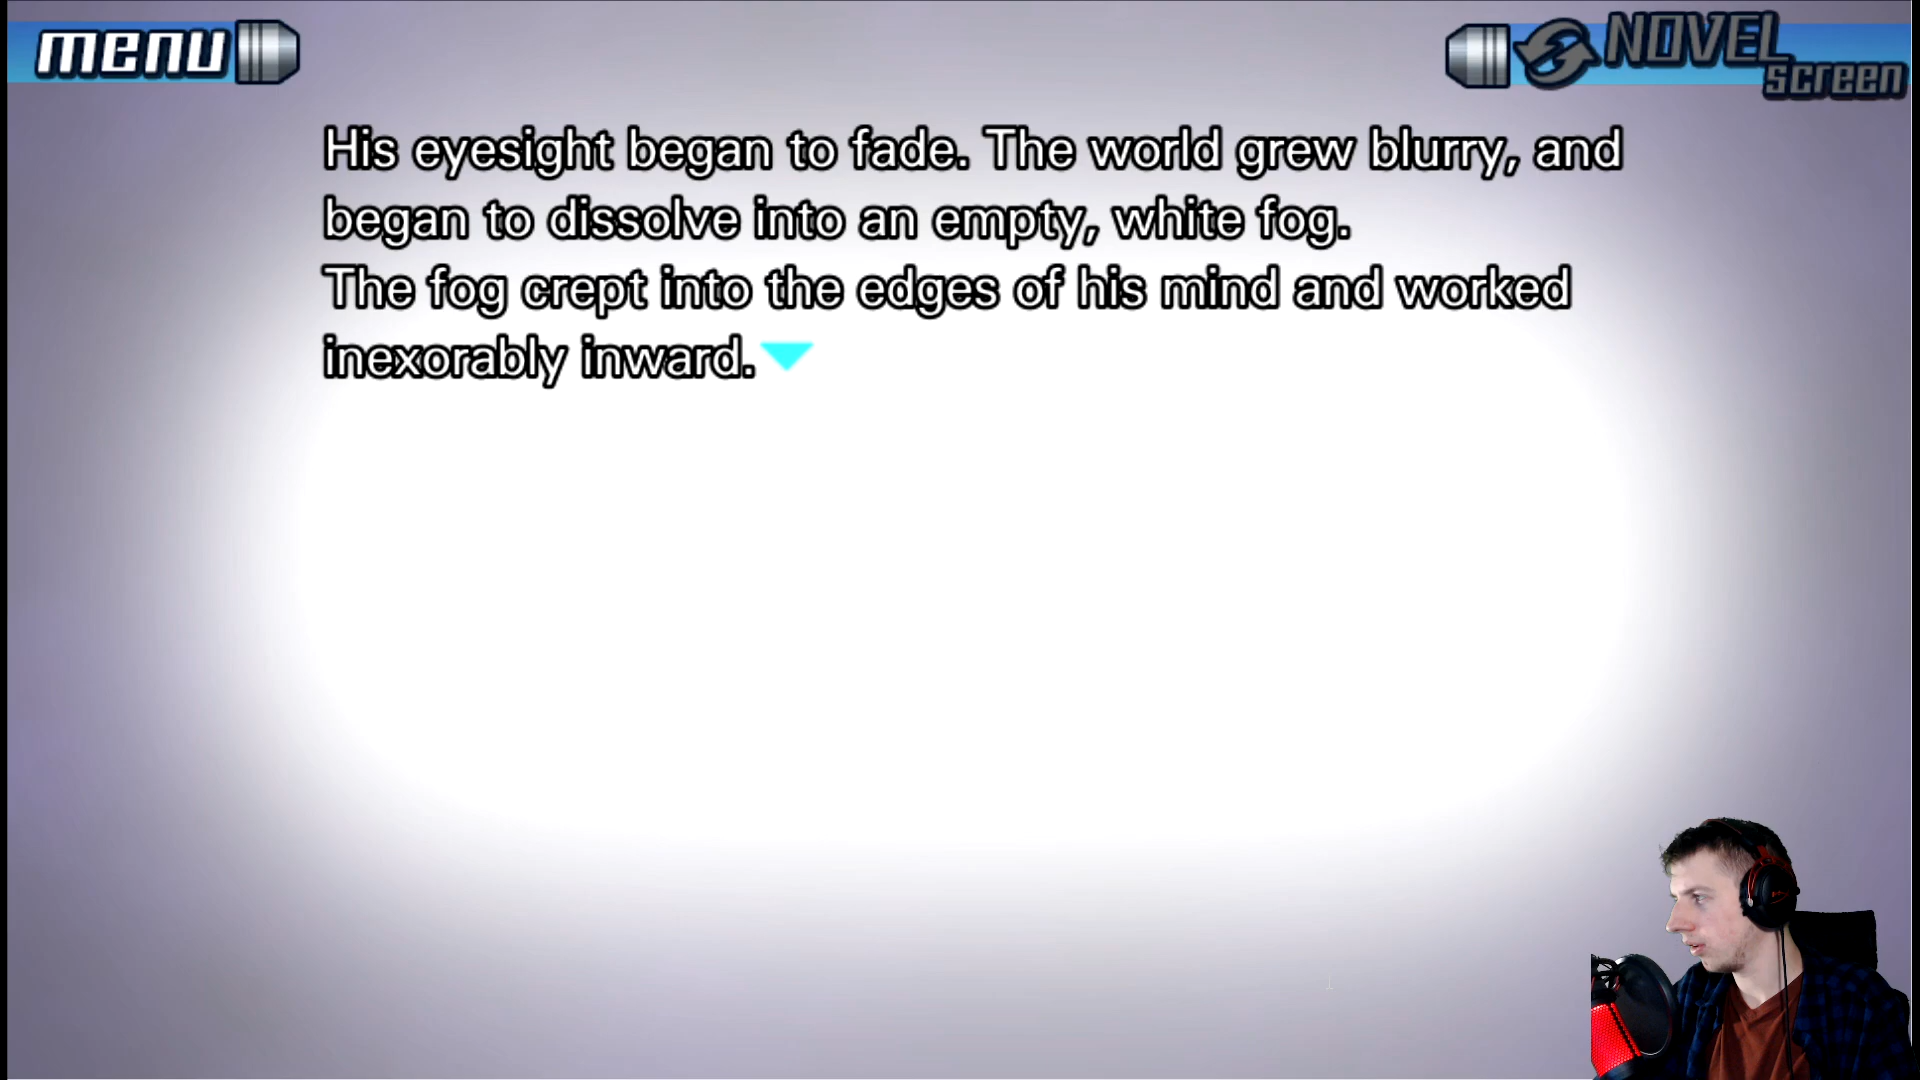 menu
NOVEL
screen
His eyesight began to fade. The world grew blurry, and
began to dissolve into an empty, white fog.
The fog crept into the edges of his mind and worked
inexorably inward.